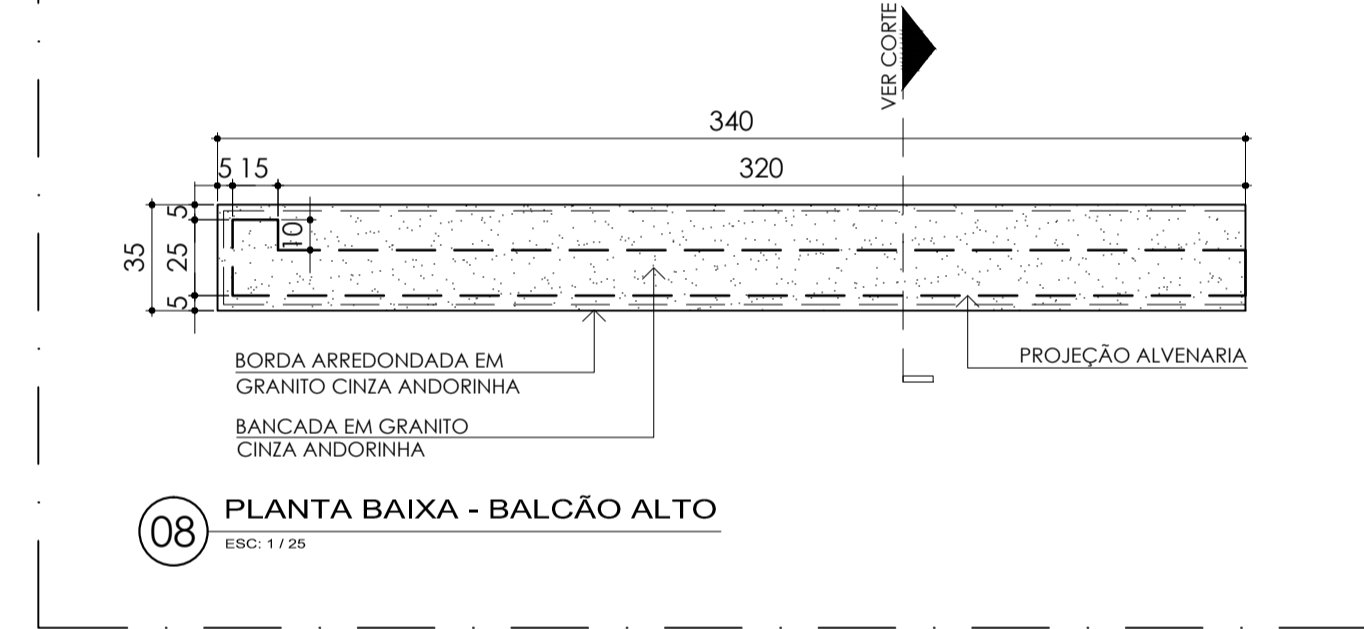 VER CORTE
340
5 15
320
5
10
35
25
5
BORDA ARREDONDADA EM
GRANITO CINZA ANDORINHA
PROJEÇÃO ALVENARIA
BANCADA EM GRANITO
CINZA ANDORINHA
08
PLANTA BAIXA - BALCÃO ALTO
ESC: 1 / 25